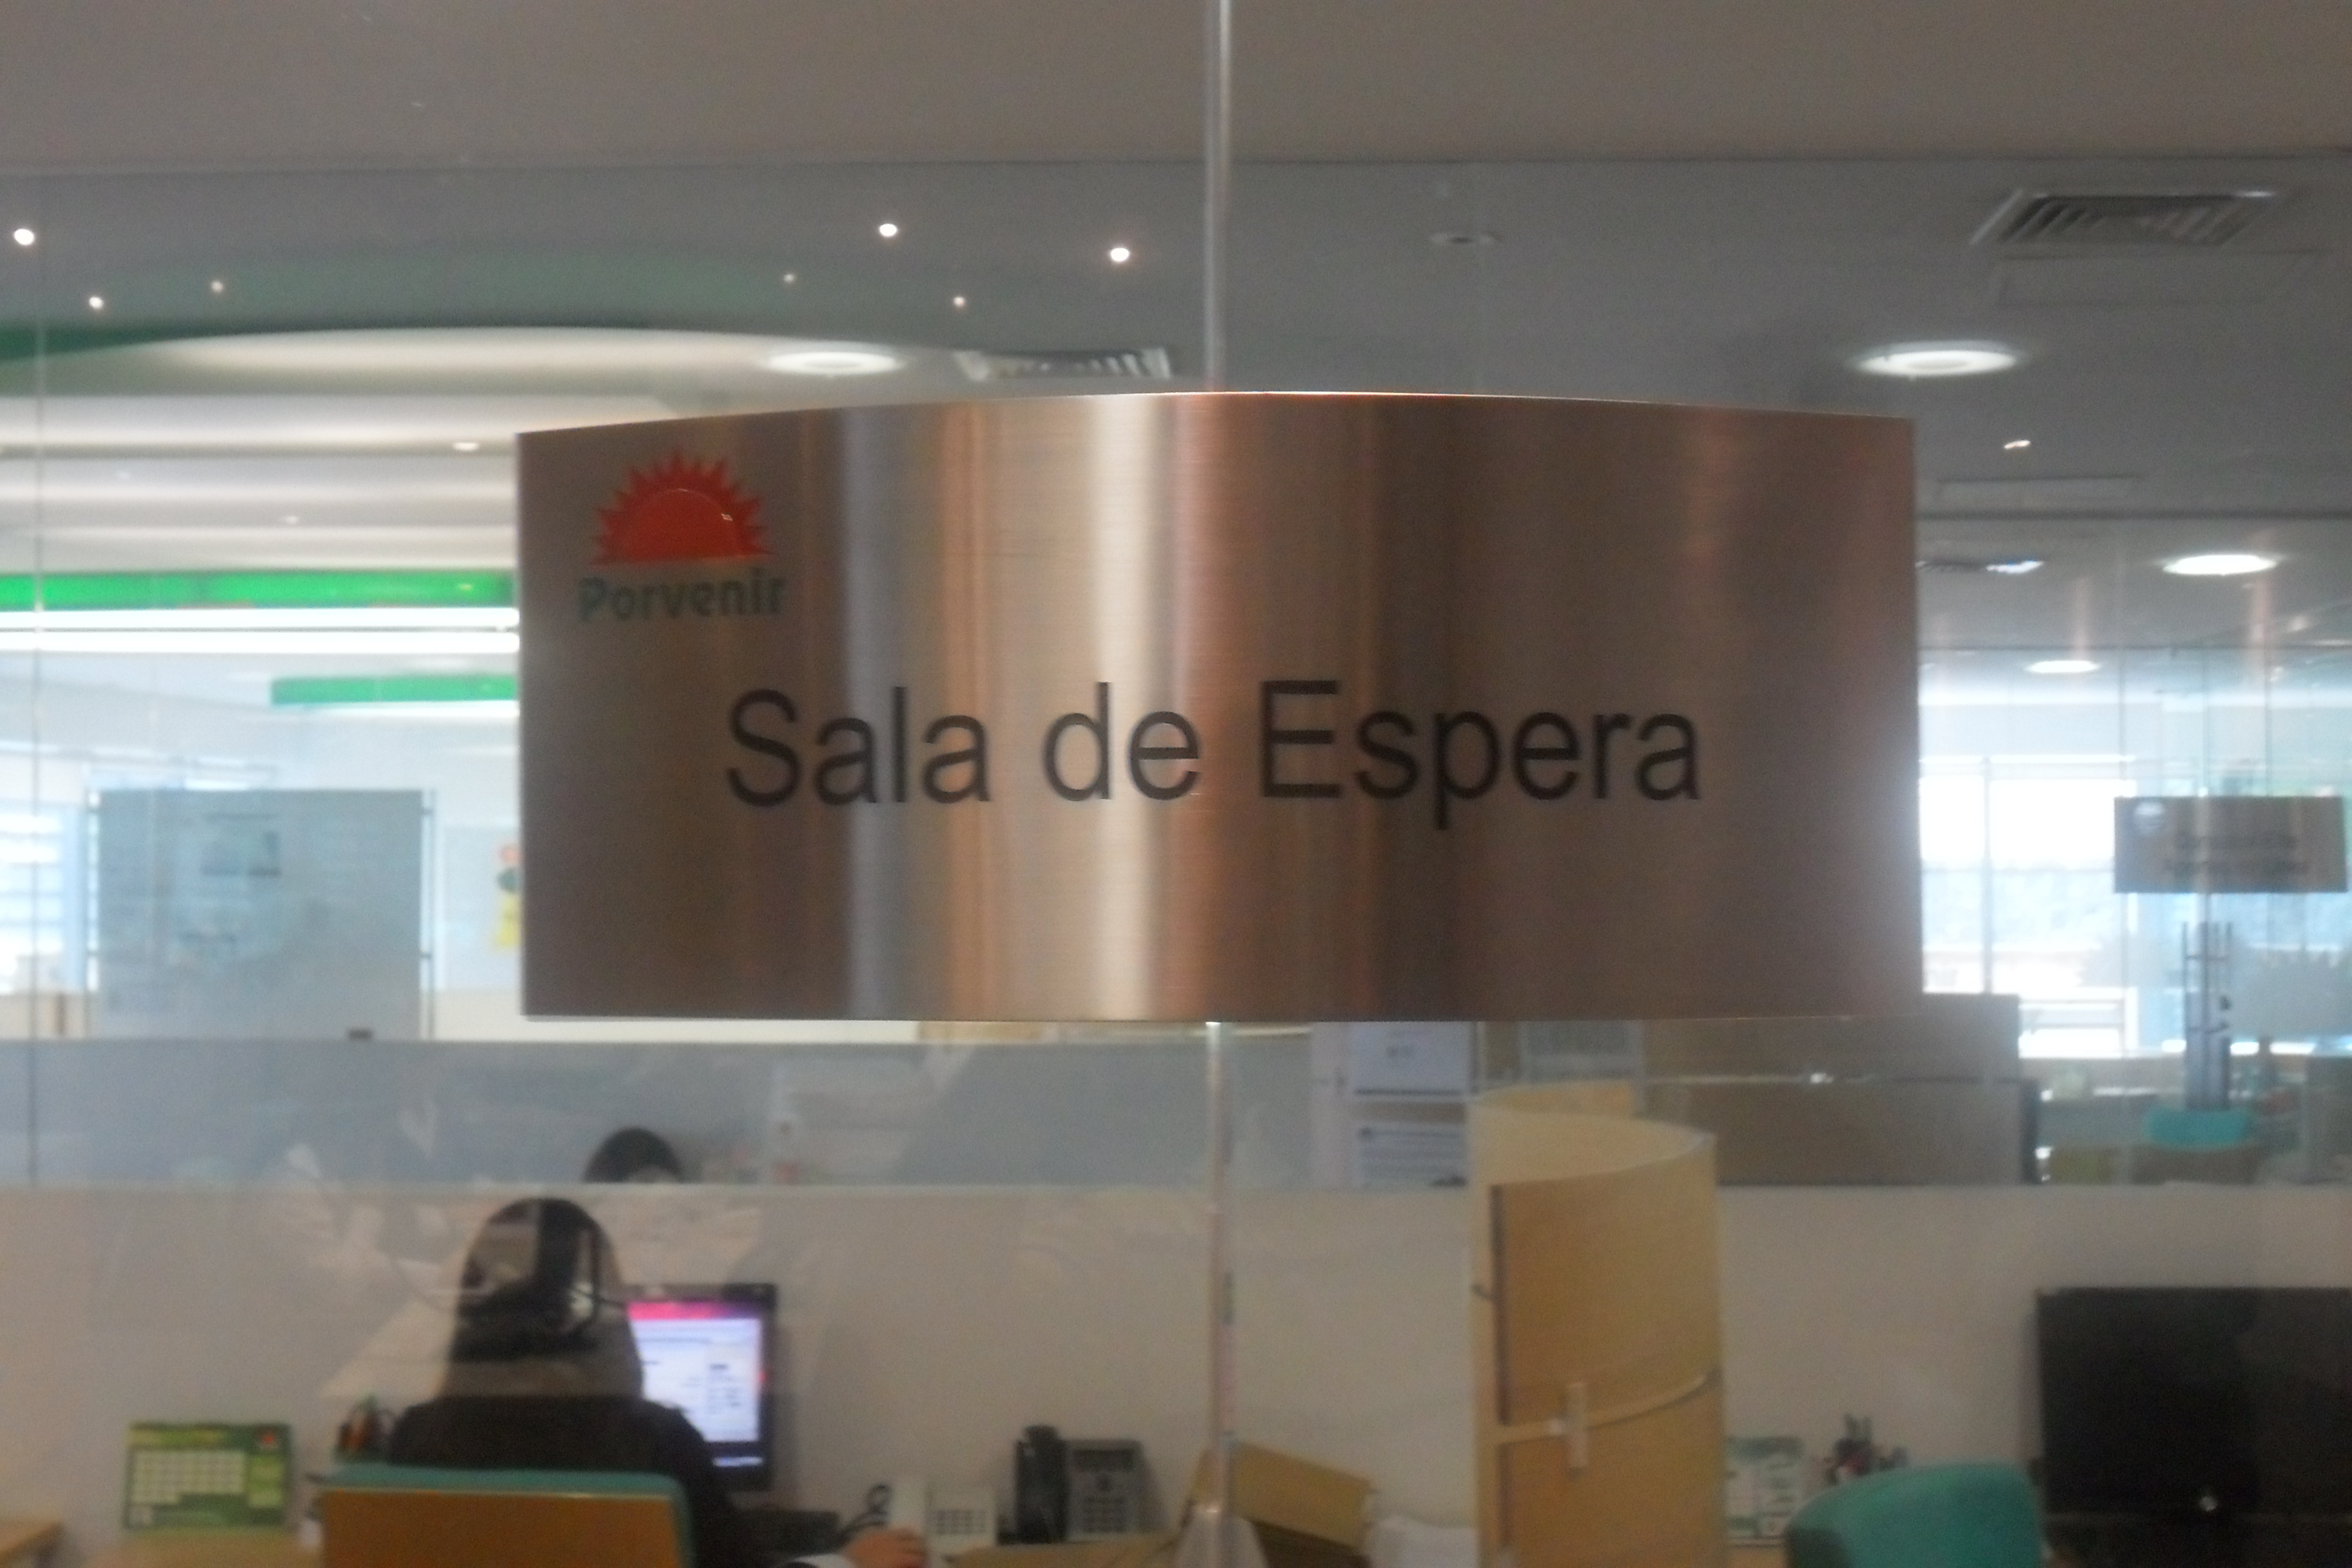 Porvenir
Sala de Espera